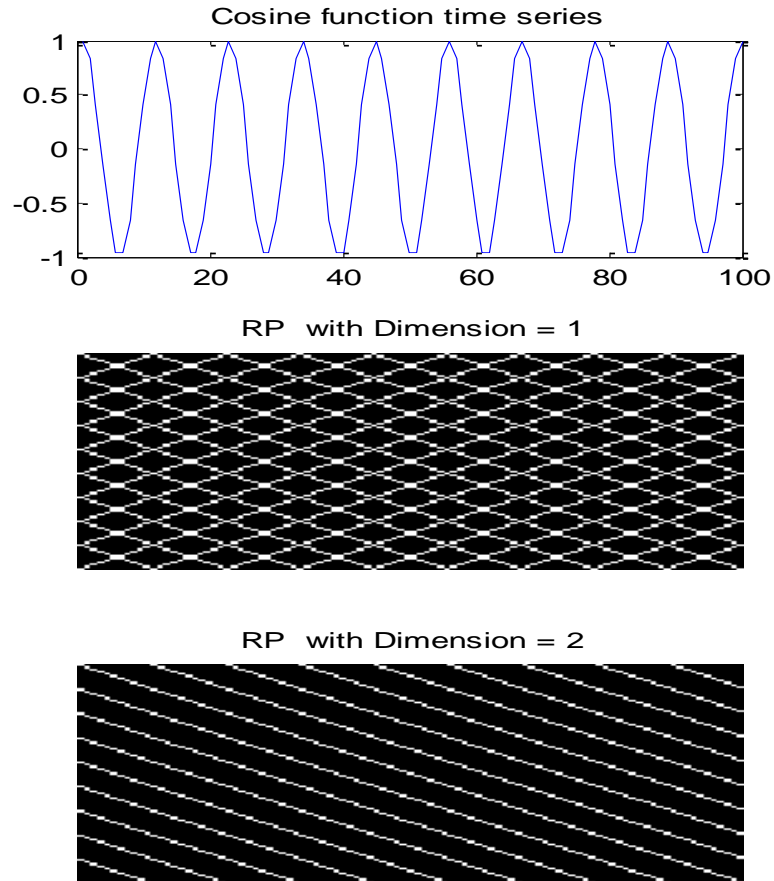 Cosine function time series
1
0.5
0
-0.5
-1
0 20 40 60 80 100
RP with Dimension = 1
RP with Dimension = 2